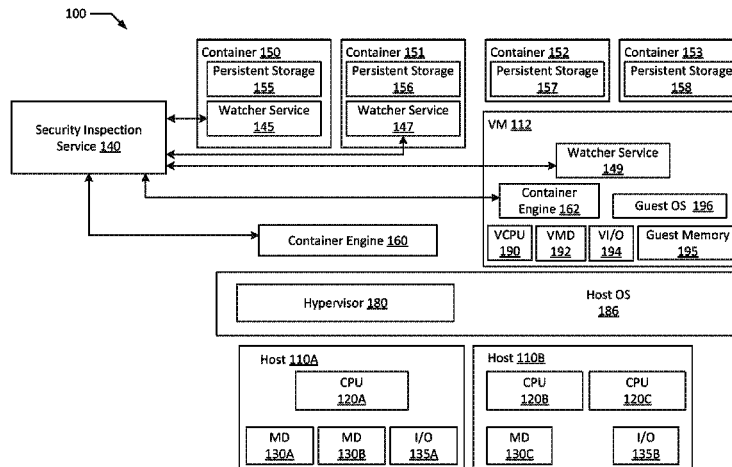 100
Container 150
Persistent Storage
155
Watcher Service
145
Container 151
Persistent Storage
156
Watcher Service
147
Container 152
Persistent Storage
157
Container 153
Persistent Storage
158
Security Inspection
Service 140
VM 112
Watcher Service
149
Container
Engine 162
Guest OS 196
VCPU
190
VMD
192
VI/O
194
Guest Memory
195
Container Engine 160
Hypervisor 180
Host OS
186
Host 110A
CPU
120A
MD
130A
MD
130B
I/O
135A
Host 110B
CPU
120B
CPU
120C
MD
130C
I/O
135B